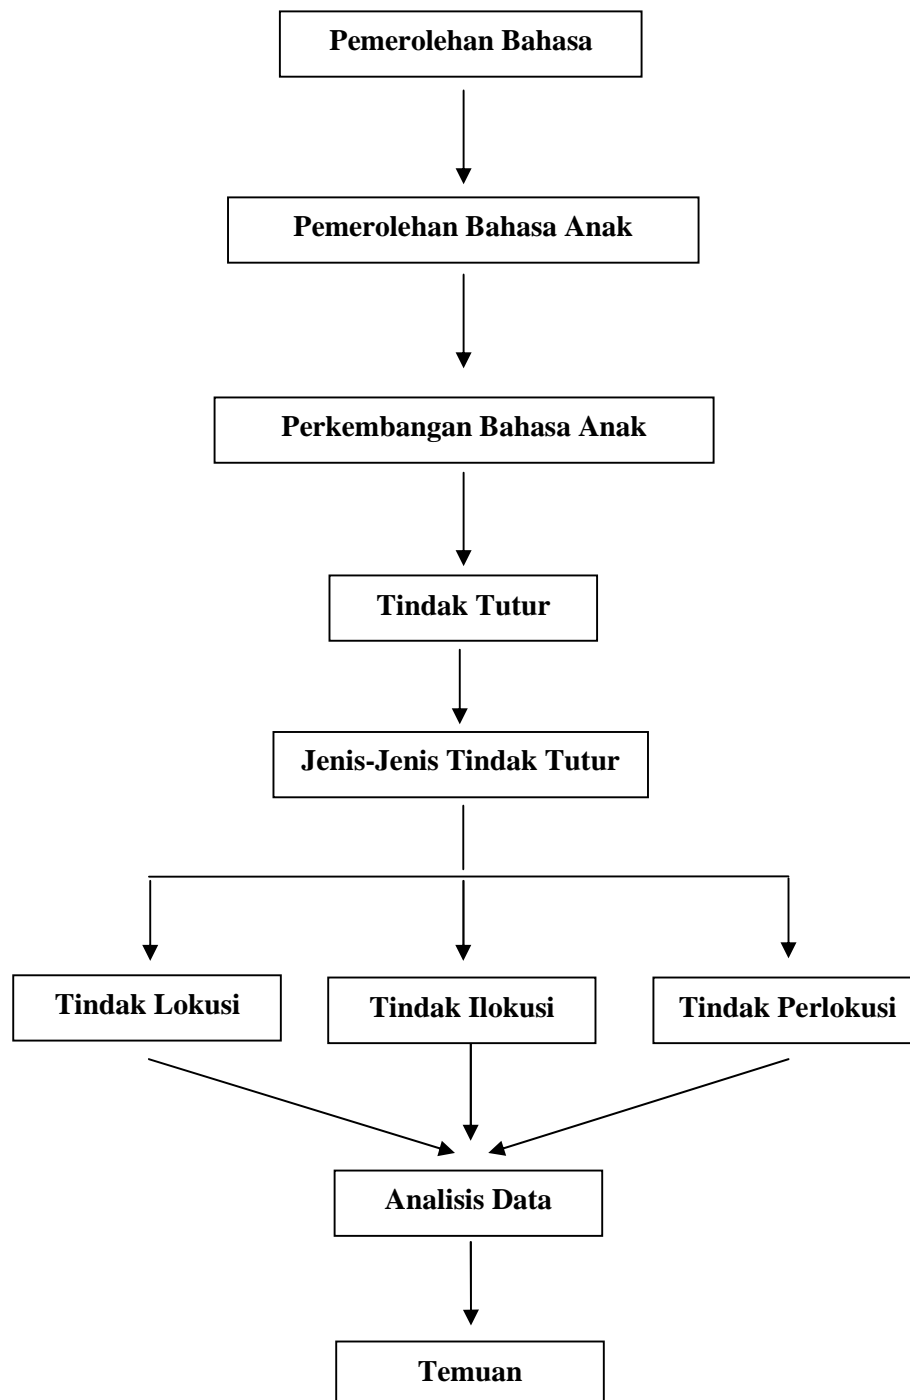 Pemerolehan Bahasa
Pemerolehan Bahasa Anak
Perkembangan Bahasa Anak
Tindak Tutur
Jenis-Jenis Tindak Tutur
Tindak Lokusi
Tindak Ilokusi
Tindak Perlokusi
Analisis Data
Temuan